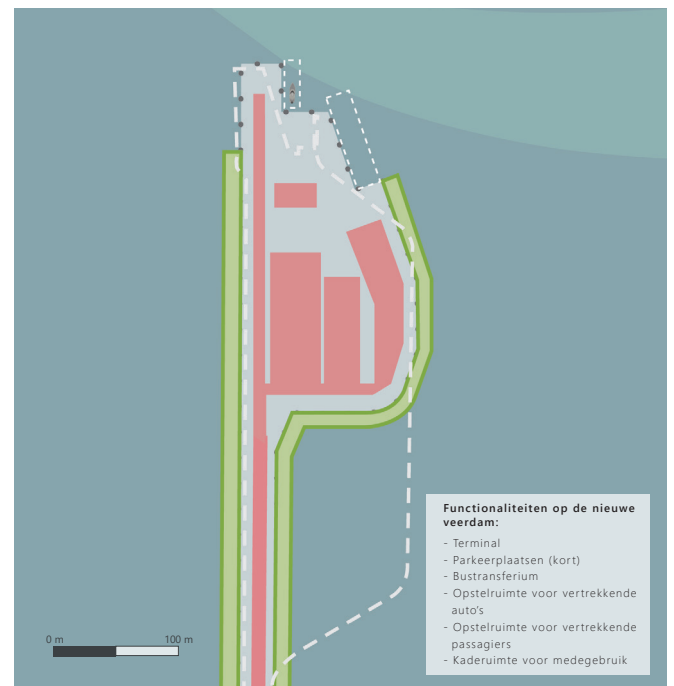 Functionaliteiten op de nieuwe
veerdam:
- Terminal
- Parkeerplaatsen (kort)
- Bustransferium
- Opstelruimte voor vertrekkende
auto's
- Opstelruimte voor vertrekkende
passagiers
- Kaderuimte voor medegebruik
0 m 100 m